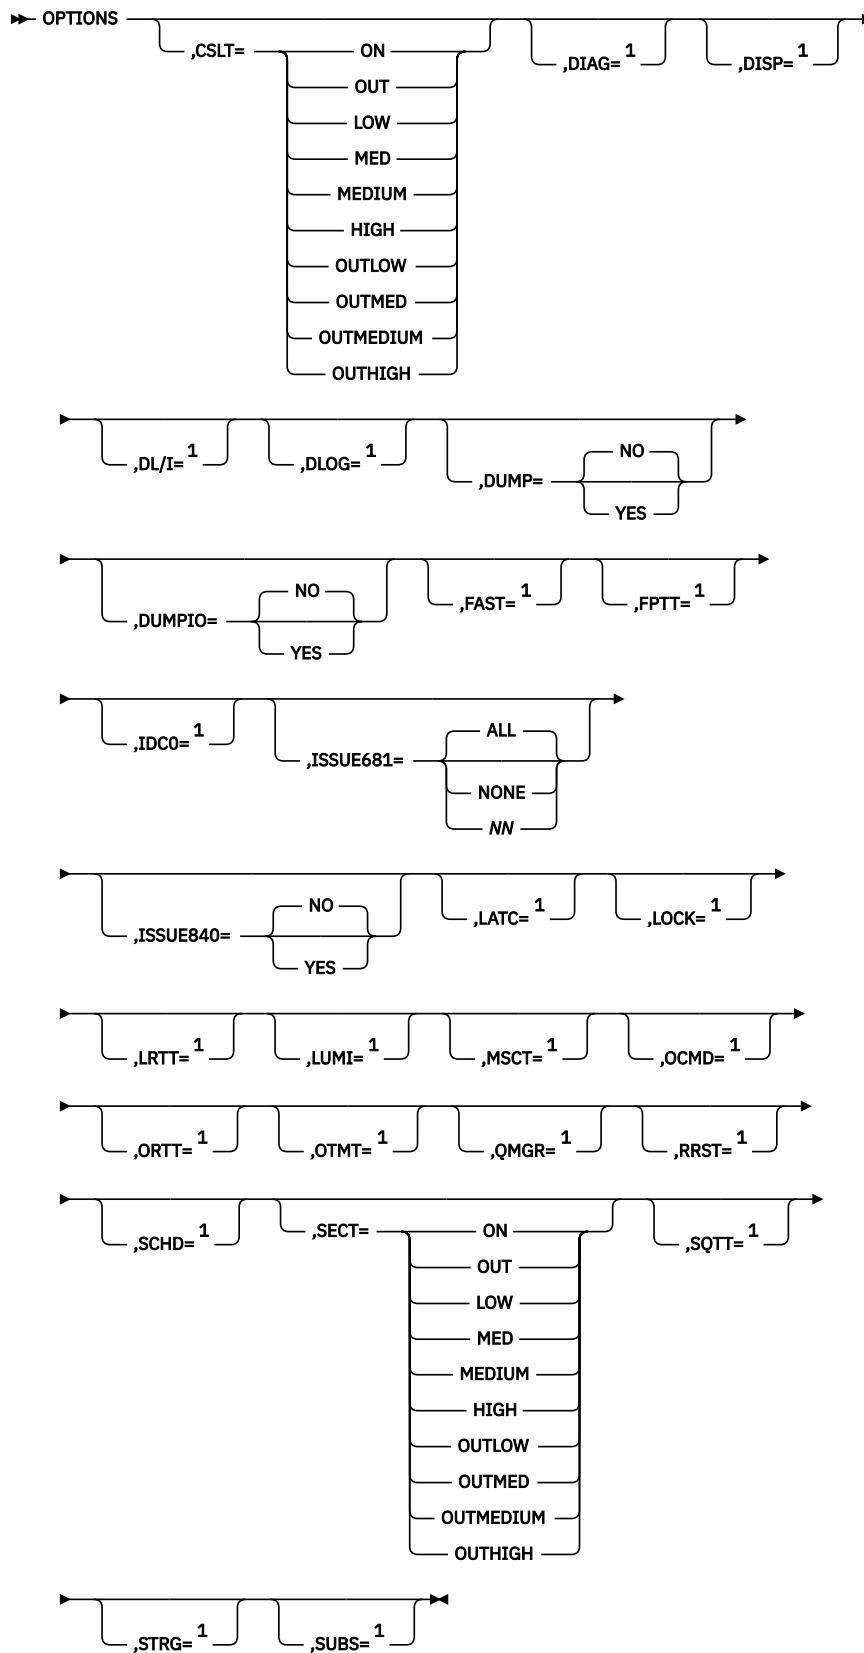 OPTIONS
,CSLT=
ON
OUT
LOW
MED
MEDIUM
HIGH
OUTLOW
OUTMED
OUTMEDIUM
OUTHIGH
,DIAG= 1
,DISP= 1
,DL/I= 1
,DLOG= 1
,DUMP=
NO
YES
,DUMPIO=
NO
YES
,FAST= 1
,FPTT= 1
,IDC0= 1
,ISSUE681=
ALL
NONE
NN
,ISSUE840=
NO
YES
,LATC= 1
,LOCK= 1
,LRTT= 1
,LUMI= 1
,MSCT= 1
,OCMD= 1
,ORTT= 1
,OTMT= 1
,QMGR= 1
,RRST= 1
,SCHD= 1
,SECT=
ON
OUT
LOW
MED
MEDIUM
HIGH
OUTLOW
OUTMED
OUTMEDIUM
OUTHIGH
,SQTT= 1
,STRG= 1
,SUBS= 1